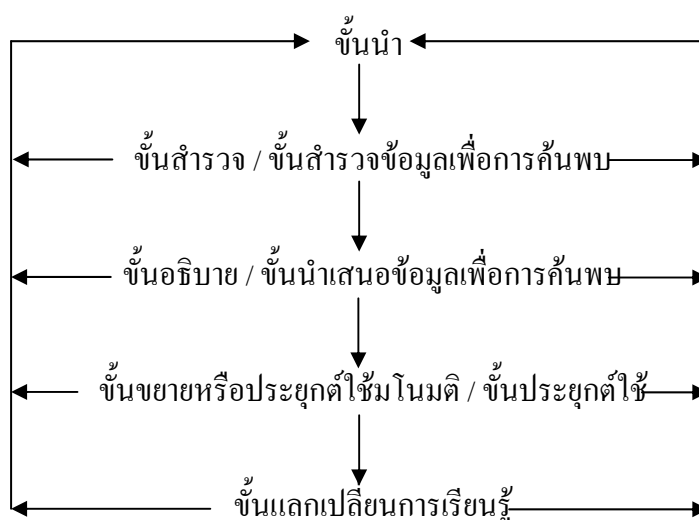 ขั้นนำ
ขั้นสำรวจ / ขั้นสำรวจข้อมูลเพื่อการค้นพบ
ขั้นอธิบาย / ขั้นนำเสนอข้อมูลเพื่อการค้นพบ
ขั้นขยายหรือประยุกต์ใช้มโนมติ / ขั้นประยุกต์ใช้
ขั้นแลกเปลี่ยนการเรียนรู้